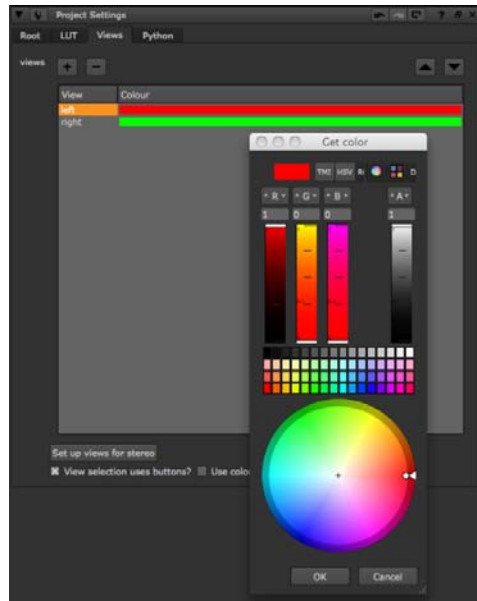 Project Settings
Root LUT Views Python
views
View Colour
left
right
Get color
TMI HSV
R G B A
1 0 0 1
Set up views for stereo
View selection uses buttons? Use colo
OK Cancel